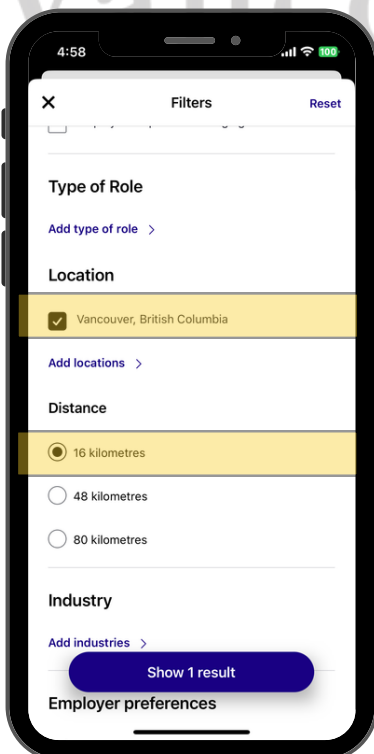 4:58
100
Filters
Reset
Type of Role
Add type of role >
Location
Vancouver, British Columbia
Add locations >
Distance
16 kilometres
48 kilometres
80 kilometres
Industry
Add industries >
Show 1 result
Employer preferences